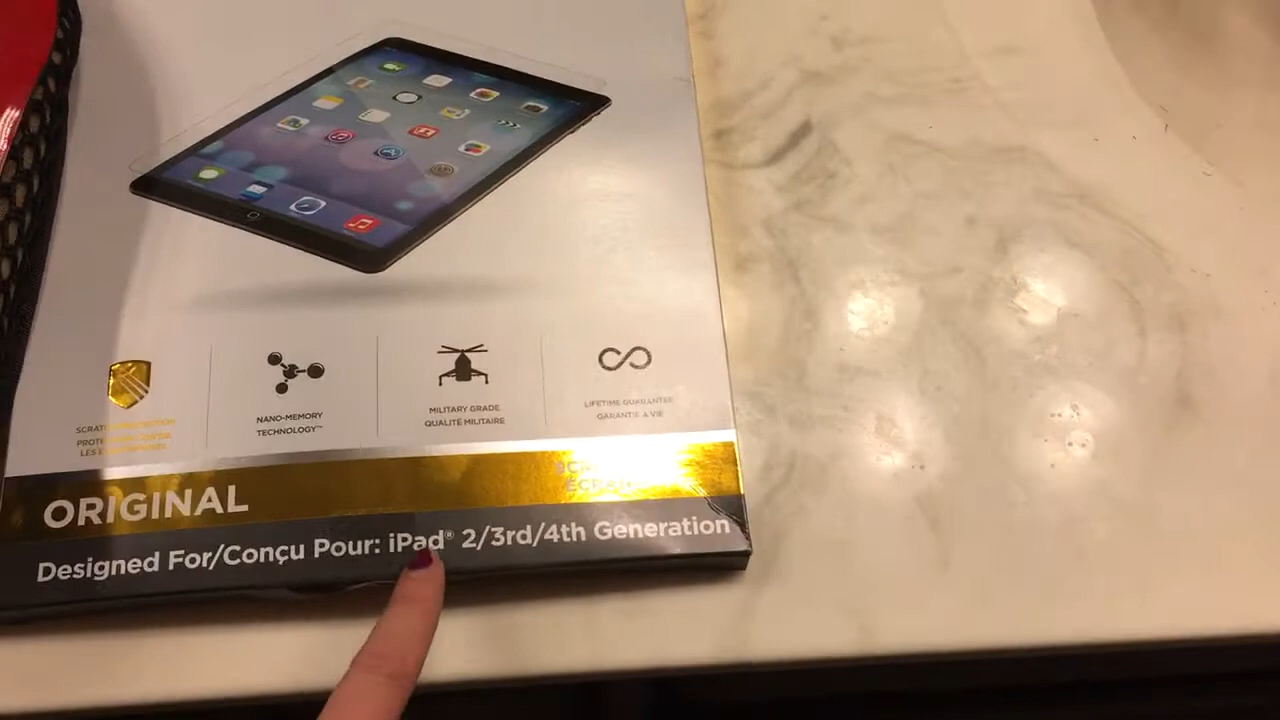 NANO-MEMORY
TECHNOLOGY™
MILITARY GRADE
QUALITÉ MILITAIRE
LIFETIME GUARANTEE
GARANTIE À VIE
ORIGINAL
Designed For/Conçu Pour: iPad® 2/3rd/4th Generation